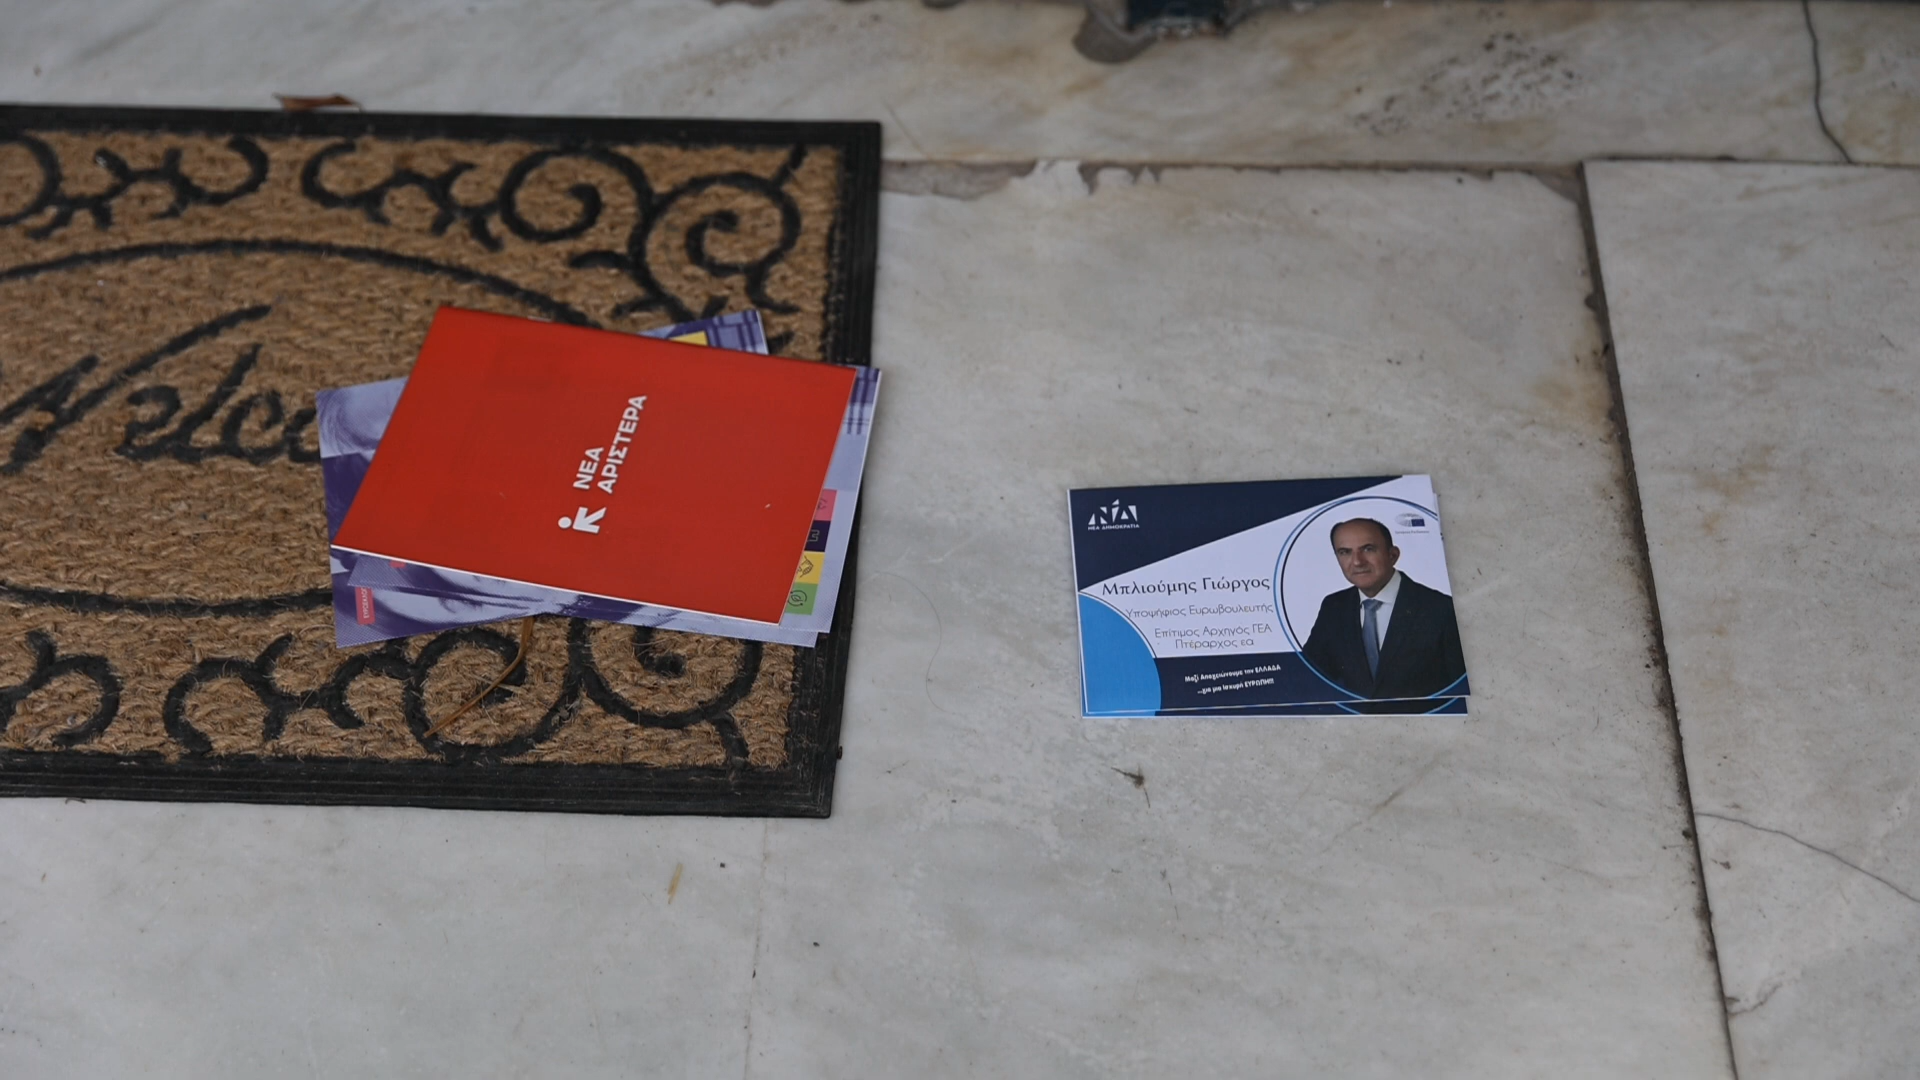 Welco
ΝΕΑ
ΑΡΙΣΤΕΡΑ
ΝΔ
ΝΕΑ ΔΗΜΟΚΡΑΤΙΑ
Μπλιούμης Γιώργος
Υποψήφιος Ευρωβουλευτής
Επίτιμος Αρχηγός ΓΕΑ
Πτέραρχος εα
Μαζί Απογειώνουμε την ΕΛΛΑΔΑ
...για μια Ισχυρή ΕΥΡΩΠΗ!!!